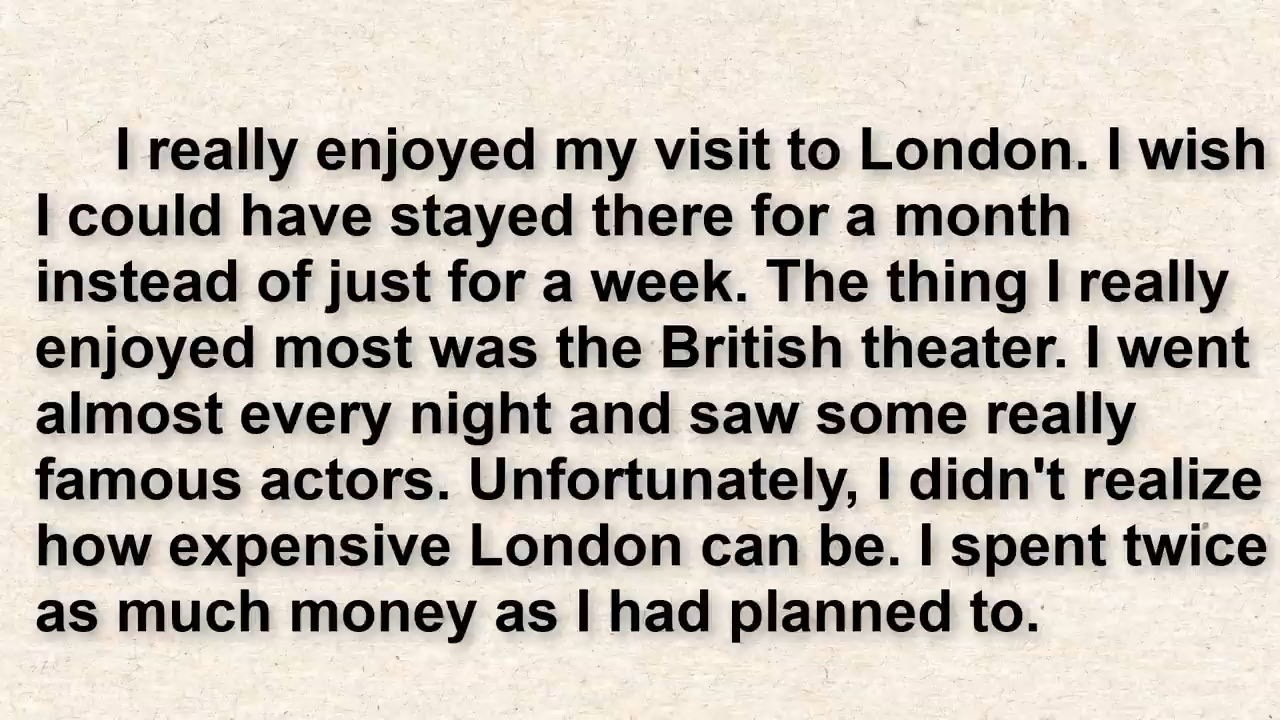 I really enjoyed my visit to London. I wish
I could have stayed there for a month
instead of just for a week. The thing I really
enjoyed most was the British theater. I went
almost every night and saw some really
famous actors. Unfortunately, I didn't realize
how expensive London can be. I spent twice
as much money as I had planned to.